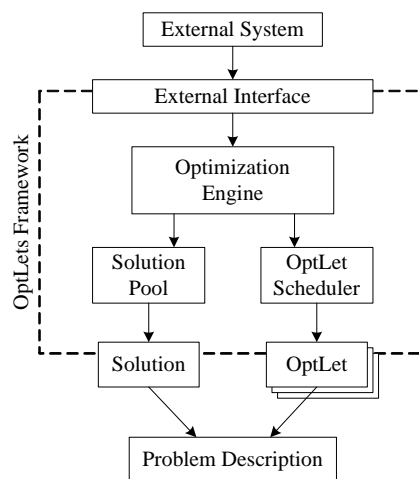 External System
External Interface
OptLets Framework
Optimization
Engine
Solution
Pool
OptLet
Scheduler
Solution
OptLet
Problem Description